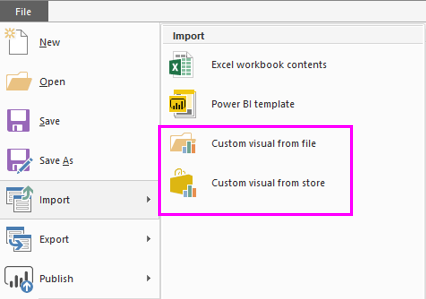 File
New
Open
Save
Save As
Import
Export
Publish
Import
Excel workbook contents
Power BI template
Custom visual from file
Custom visual from store